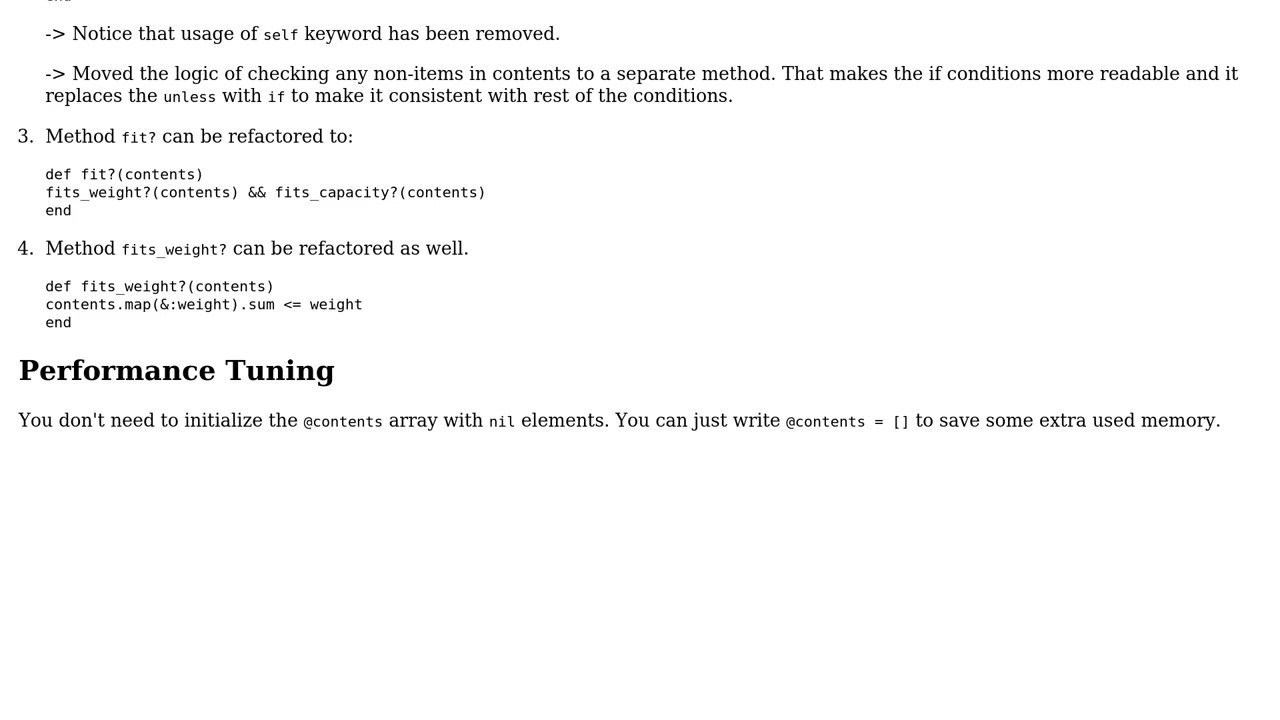 end
-> Notice that usage of self keyword has been removed.
-> Moved the logic of checking any non-items in contents to a separate method. That makes the if conditions more readable and it
replaces the unless with if to make it consistent with rest of the conditions.
3. Method fit? can be refactored to:
def fit?(contents)
fits_weight?(contents) && fits_capacity?(contents)
end
4. Method fits_weight? can be refactored as well.
def fits_weight?(contents)
contents.map(&:weight).sum <= weight
end
Performance Tuning
You don't need to initialize the @contents array with nil elements. You can just write @contents = [] to save some extra used memory.